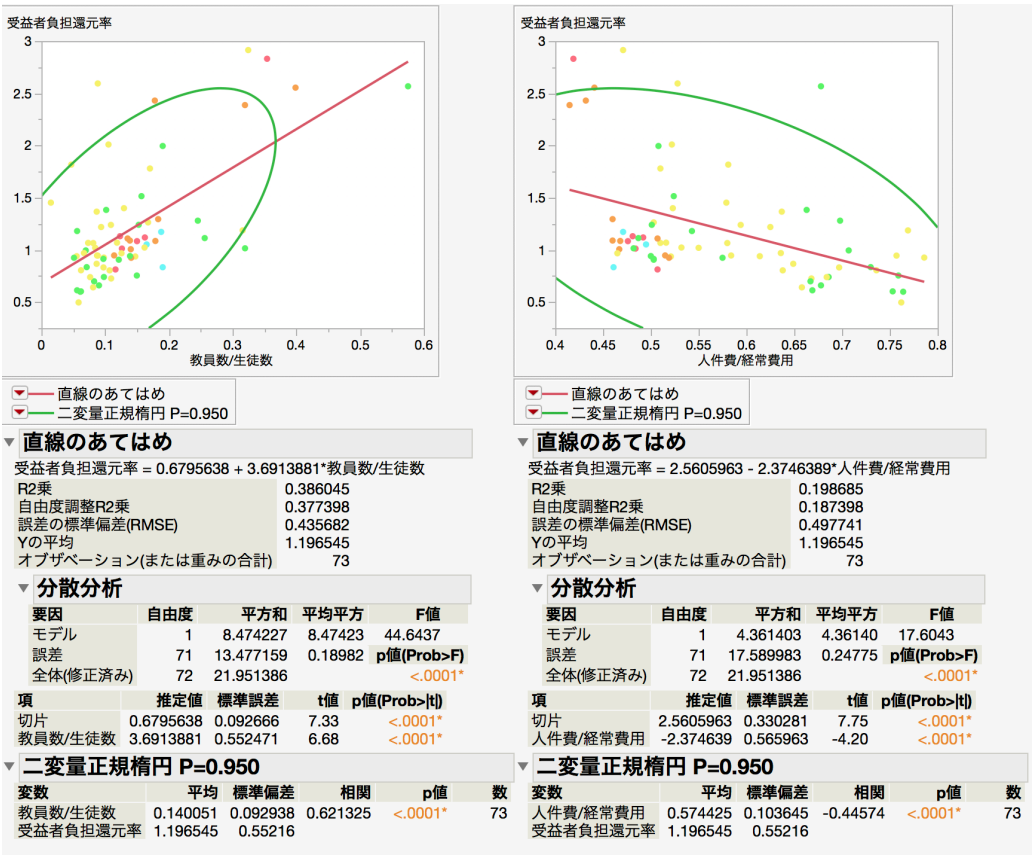 受益者負担還元率
3
2.5
2
1.5
1
0.5
0 0.1 0.2 0.3 0.4 0.5 0.6
教員数/生徒数
直線のあてはめ
二変量正規楕円 P=0.950
直線のあてはめ
受益者負担還元率 = 0.6795638 + 3.6913881*教員数/生徒数
R2乗 0.386045
自由度調整R2乗 0.377398
誤差の標準偏差(RMSE) 0.435682
Yの平均 1.196545
オブザベーション(または重みの合計) 73
分散分析
要因 自由度 平方和 平均平方 F値
モデル 1 8.474227 8.47423 44.6437
誤差 71 13.477159 0.18982 p値(Prob>F)
全体(修正済み) 72 21.951386 <.0001*
項 推定値 標準誤差 t値 p値(Prob>|t|)
切片 0.6795638 0.092666 7.33 <.0001*
教員数/生徒数 3.6913881 0.552471 6.68 <.0001*
二変量正規楕円 P=0.950
変数 平均 標準偏差 相関 p値 数
教員数/生徒数 0.140051 0.092938 0.621325 <.0001* 73
受益者負担還元率 1.196545 0.55216
受益者負担還元率
3
2.5
2
1.5
1
0.5
0.4 0.45 0.5 0.55 0.6 0.65 0.7 0.75 0.8
人件費/経常費用
直線のあてはめ
二変量正規楕円 P=0.950
直線のあてはめ
受益者負担還元率 = 2.5605963 - 2.3746389*人件費/経常費用
R2乗 0.198685
自由度調整R2乗 0.187398
誤差の標準偏差(RMSE) 0.497741
Yの平均 1.196545
オブザベーション(または重みの合計) 73
分散分析
要因 自由度 平方和 平均平方 F値
モデル 1 4.361403 4.36140 17.6043
誤差 71 17.589983 0.24775 p値(Prob>F)
全体(修正済み) 72 21.951386 <.0001*
項 推定値 標準誤差 t値 p値(Prob>|t|)
切片 2.5605963 0.330281 7.75 <.0001*
人件費/経常費用 -2.374639 0.565963 -4.20 <.0001*
二変量正規楕円 P=0.950
変数 平均 標準偏差 相関 p値 数
人件費/経常費用 0.574425 0.103645 -0.44574 <.0001* 73
受益者負担還元率 1.196545 0.55216